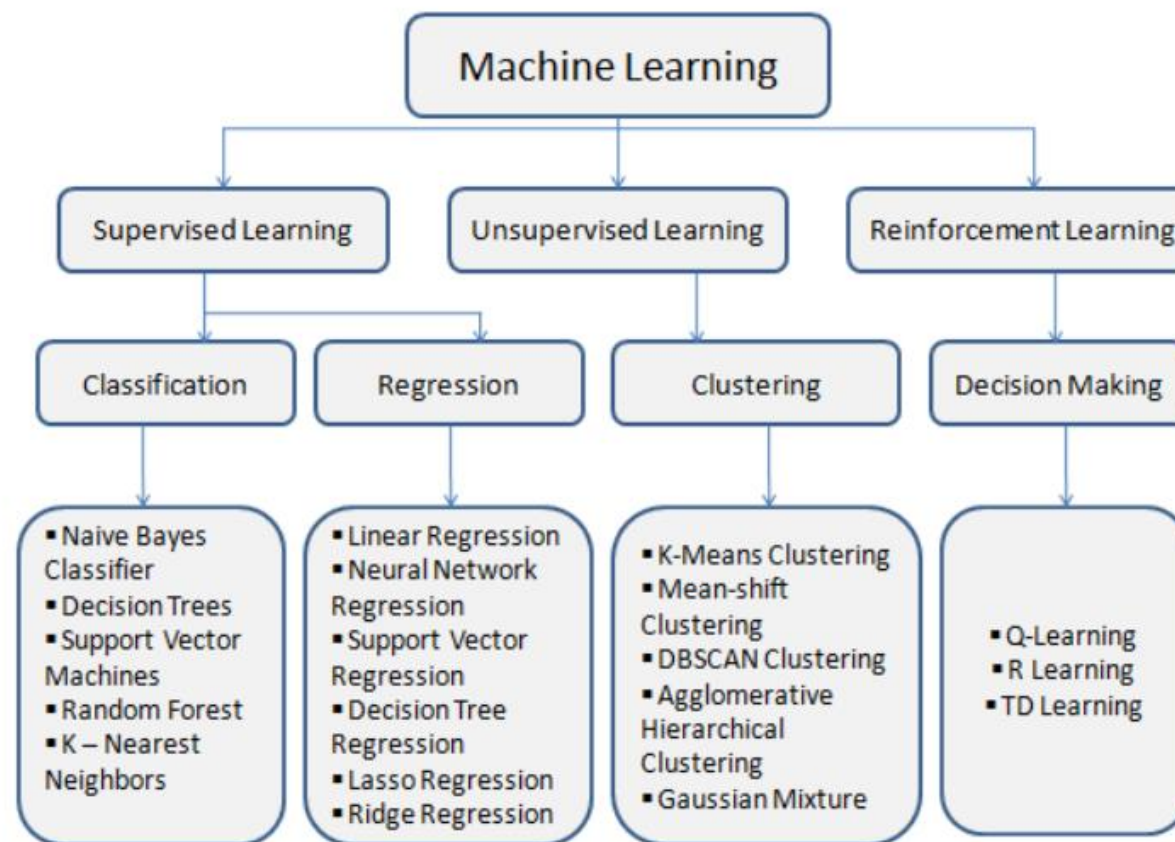 Machine Learning
Supervised Learning
Unsupervised Learning
Reinforcement Learning
Classification
Regression
Clustering
Decision Making
▪ Naive Bayes
Classifier
▪ Decision Trees
▪ Support Vector
Machines
▪ Random Forest
▪ K – Nearest
Neighbors
▪ Linear Regression
▪ Neural Network
Regression
▪ Support Vector
Regression
▪ Decision Tree
Regression
▪ Lasso Regression
▪ Ridge Regression
▪ K-Means Clustering
▪ Mean-shift
Clustering
▪ DBSCAN Clustering
▪ Agglomerative
Hierarchical
Clustering
▪ Gaussian Mixture
▪ Q-Learning
▪ R Learning
▪ TD Learning